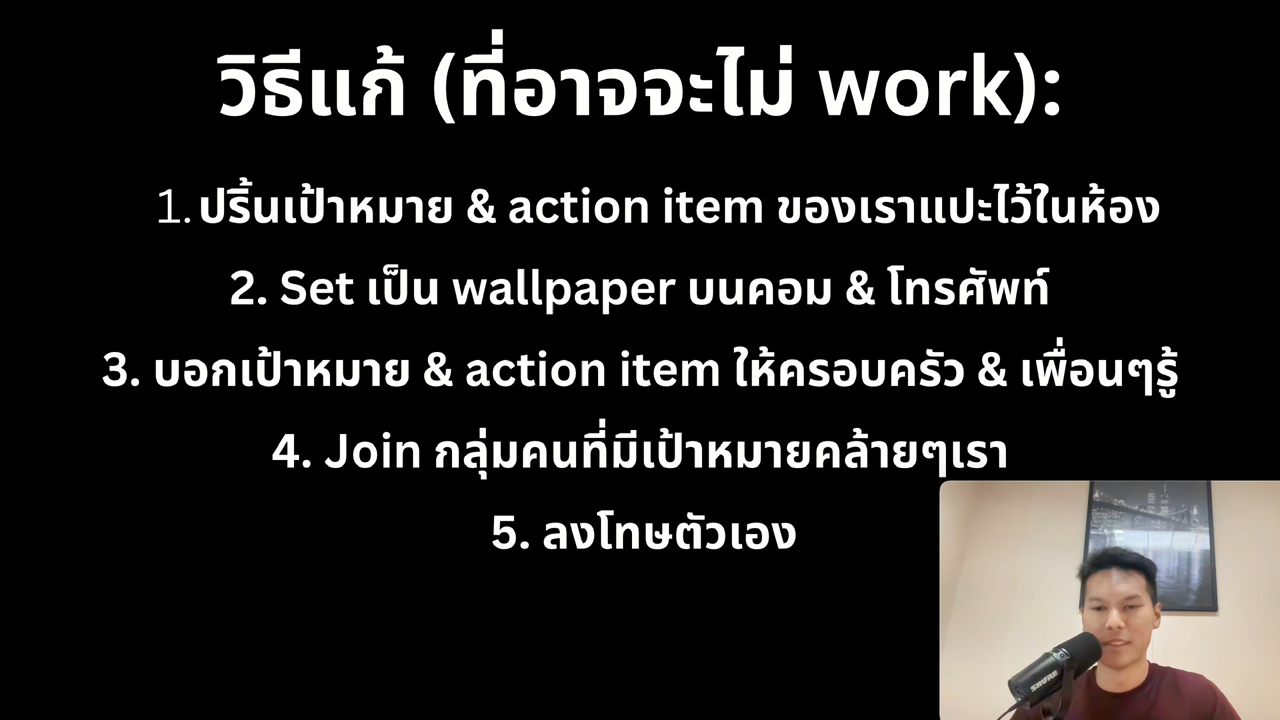 วิธีแก้ (ที่อาจจะไม่ work):
1. ปริ้นเป้าหมาย & action item ของเราแปะไว้ในห้อง
2. Set เป็น wallpaper บนคอม & โทรศัพท์
3. บอกเป้าหมาย & action item ให้ครอบครัว & เพื่อนๆรู้
4. Join กลุ่มคนที่มีเป้าหมายคล้ายๆเรา
5. ลงโทษตัวเอง
SHURE